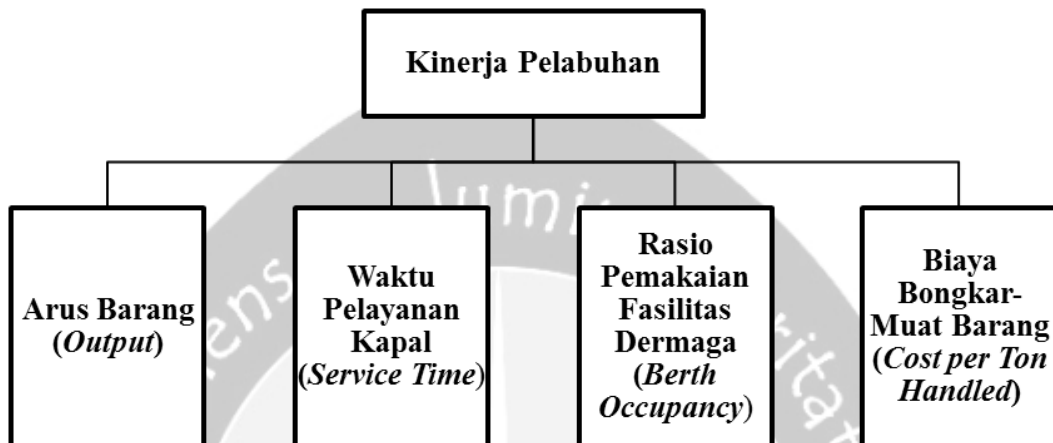 Kinerja Pelabuhan
Arus Barang
(Output)
Waktu
Pelayanan
Kapal
(Service Time)
Rasio
Pemakaian
Fasilitas
Dermaga
(Berth
Occupancy)
Biaya
Bongkar-
Muat Barang
(Cost per Ton
Handled)